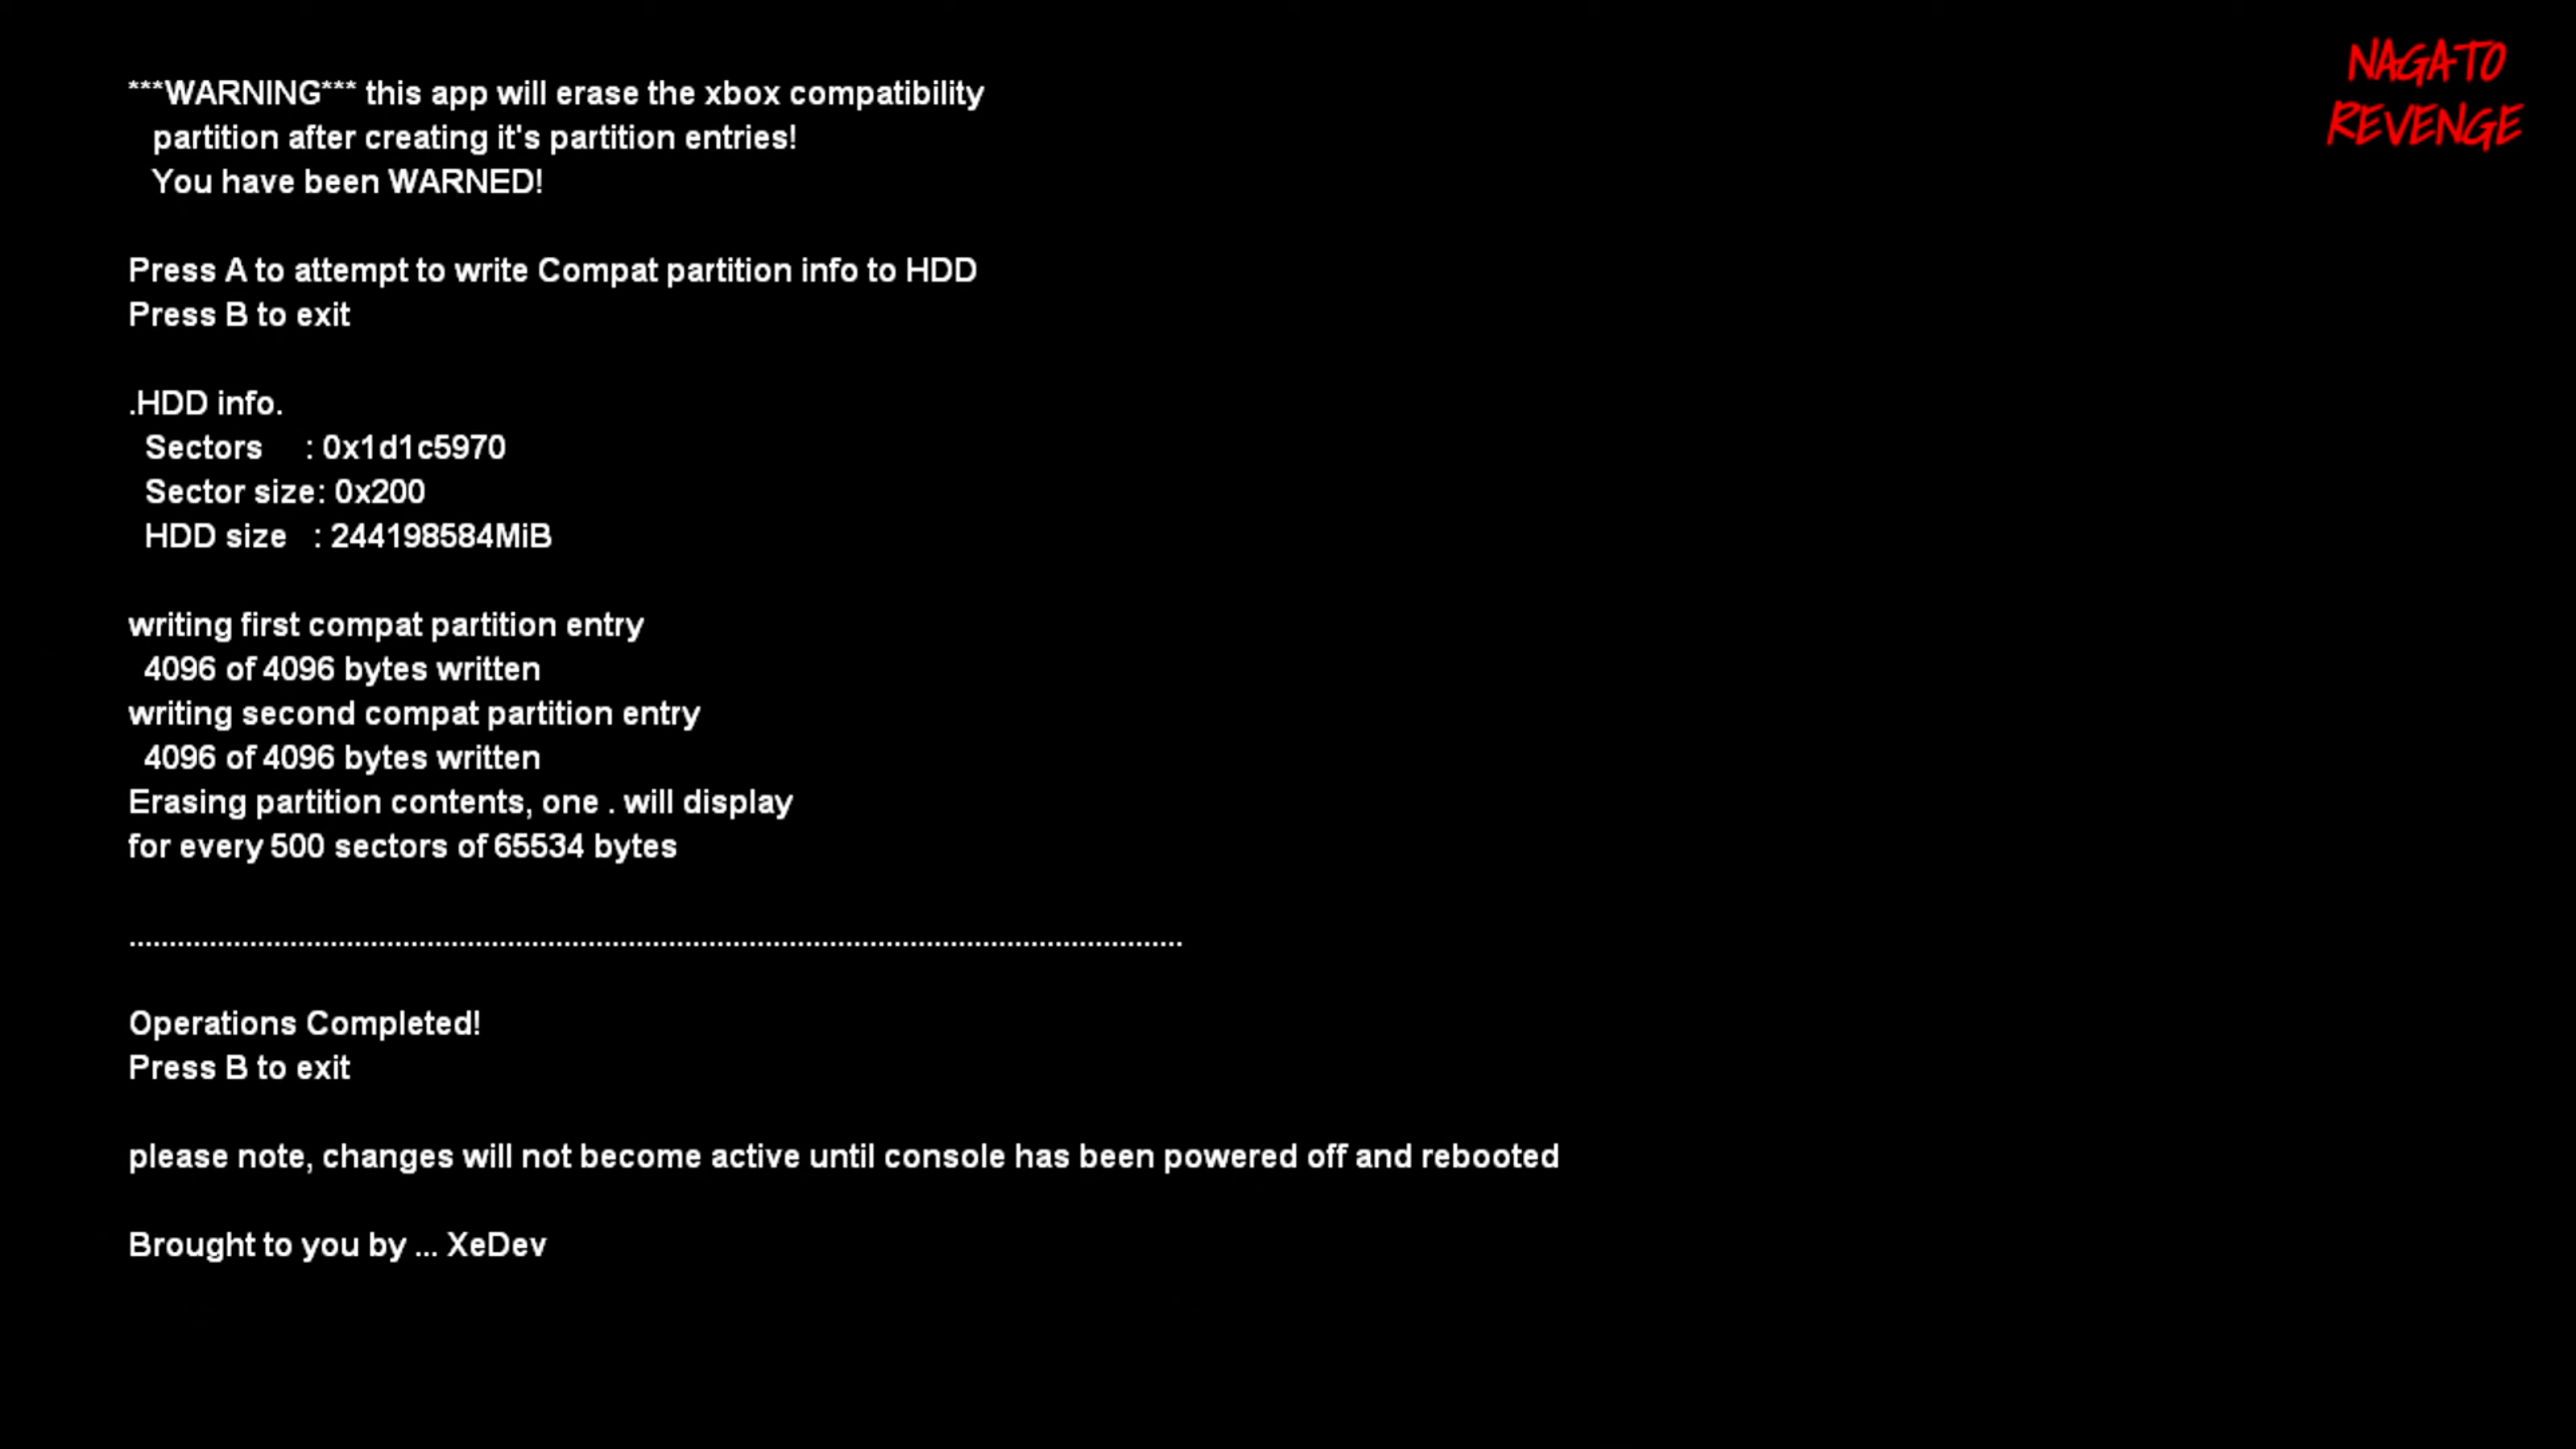 ***WARNING*** this app will erase the xbox compatibility
partition after creating it's partition entries!
You have been WARNED!
Press A to attempt to write Compat partition info to HDD
Press B to exit
.HDD info.
Sectors : 0x1d1c5970
Sector size: 0x200
HDD size : 244198584MiB
writing first compat partition entry
4096 of 4096 bytes written
writing second compat partition entry
4096 of 4096 bytes written
Erasing partition contents, one . will display
for every 500 sectors of 65534 bytes
....................................................................................................................................
Operations Completed!
Press B to exit
please note, changes will not become active until console has been powered off and rebooted
Brought to you by ... XeDev
NAGATO
REVENGE